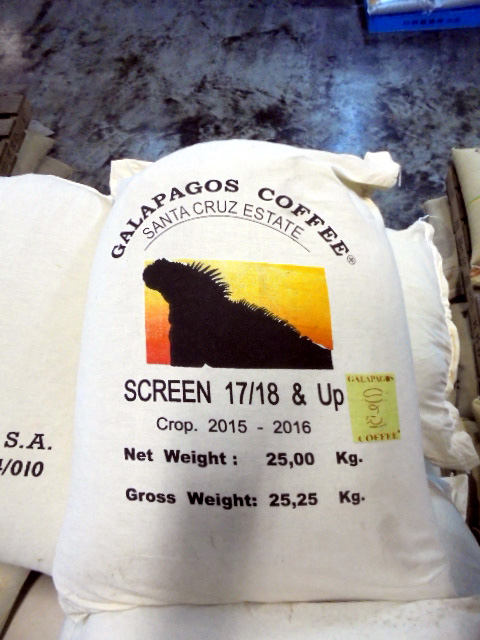 GALAPAGOS COFFEE®
SANTA CRUZ ESTATE
SCREEN 17/18 & Up
Crop. 2015 - 2016
Net Weight : 25,00 Kg.
Gross Weight: 25,25 Kg.
GALAPAGOS
COFFEE
S.A.
/010